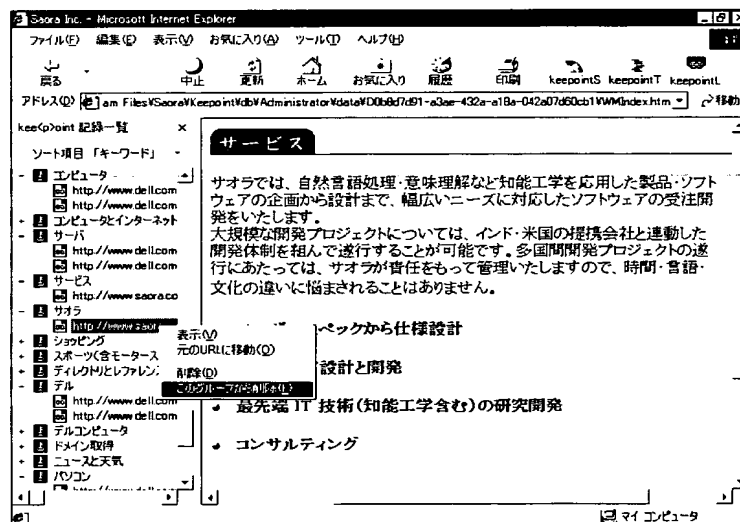 Saora Inc. - Microsoft Internet Explorer
ファイル(F) 編集(E) 表示(V) お気に入り(A) ツール(T) ヘルプ(H)
戻る 中止 更新 ホーム お気に入り 履歴 印刷 keepointS keepointT keepointL
アドレス(D) am Files¥Saora¥Keepoint¥db¥Administrator¥data¥D0b8d7d91-a3ae-432a-a18a-042a07d60cb1¥WMIndex.htm 移動
kee<p>oint 記録一覧 ×
ソート項目 「キーワード」
- コンピュータ
http://www.dell.com
http://www.dell.com
+ コンピュータとインターネット
- サーバ
http://www.dell.com
http://www.dell.com
- サービス
http://www.saora.co
- サオラ
http://www.saor
+ ショッピング
+ スポーツ(含モータース
+ ディレクトリとレファレン
- デル
http://www.dell.com
http://www.dell.com
+ デルコンピュータ
+ ドメイン取得
+ ニュースと天気
- パソコン
表示(V)
元のURLに移動(O)
削除(D)
このグループから削除(E)
サービス
サオラでは、自然言語処理・意味理解など知能工学を応用した製品・ソフト
ウェアの企画から設計まで、幅広いニーズに対応したソフトウェアの受注開
発をいたします。
大規模な開発プロジェクトについては、インド・米国の提携会社と連動した
開発体制を組んで遂行することが可能です。多国間開発プロジェクトの遂
行にあたっては、サオラが責任をもって管理いたしますので、時間・言語・
文化の違いに悩まされることはありません。
ペックから仕様設計
設計と開発
最先端 IT 技術(知能工学含む)の研究開発
コンサルティング
マイ コンピュータ